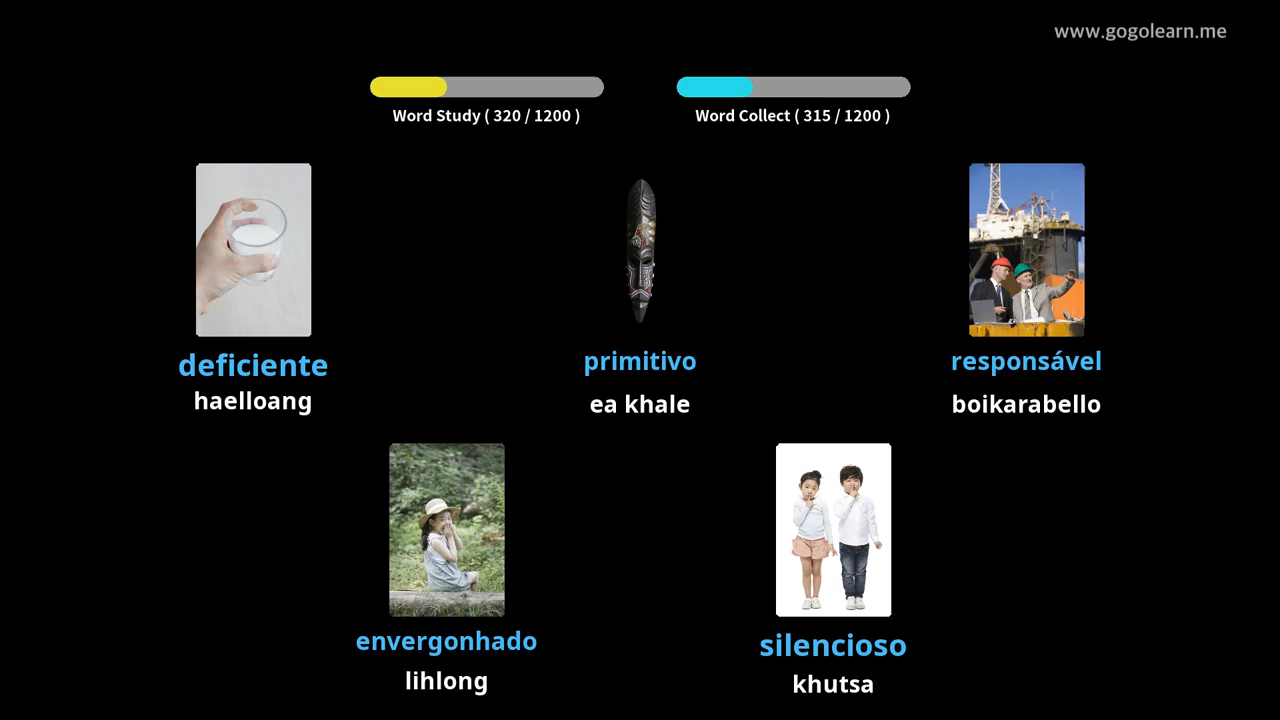 www.gogolearn.me
Word Study ( 320 / 1200 )
Word Collect ( 315 / 1200 )
deficiente
haelloang
primitivo
ea khale
responsável
boikarabello
envergonhado
lihlong
silencioso
khutsa